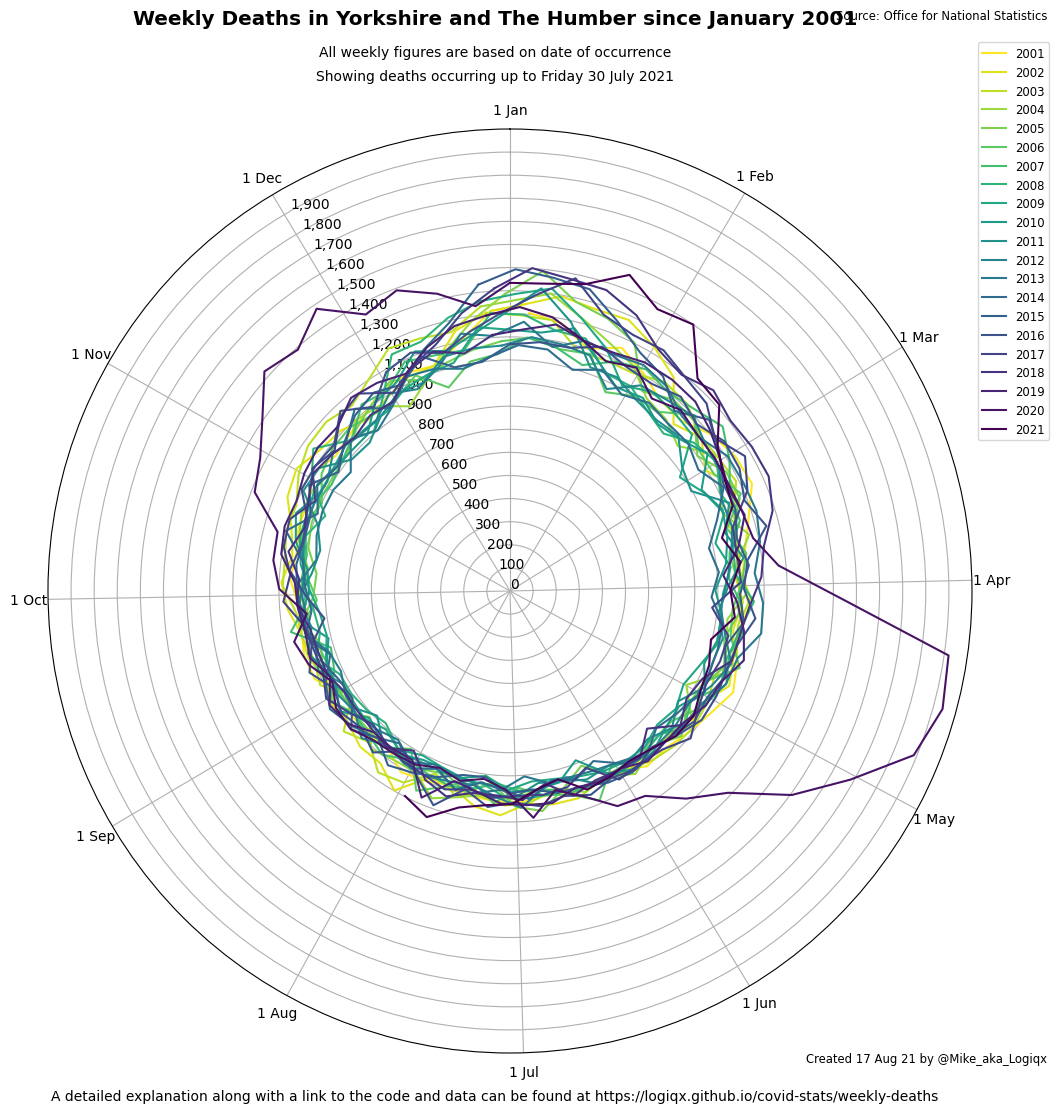 Weekly Deaths in Yorkshire and The Humber since January 2001
Source: Office for National Statistics
All weekly figures are based on date of occurrence
Showing deaths occurring up to Friday 30 July 2021
2001
2002
2003
2004
2005
2006
2007
2008
2009
2010
2011
2012
2013
2014
2015
2016
2017
2018
2019
2020
2021
1 Jan
1 Feb
1 Mar
1 Apr
1 May
1 Jun
1 Jul
1 Aug
1 Sep
1 Oct
1 Nov
1 Dec
1,900
1,800
1,700
1,600
1,500
1,400
1,300
1,200
1,100
900
800
700
600
500
400
300
200
100
0
Created 17 Aug 21 by @Mike_aka_Logiqx
A detailed explanation along with a link to the code and data can be found at https://logiqx.github.io/covid-stats/weekly-deaths